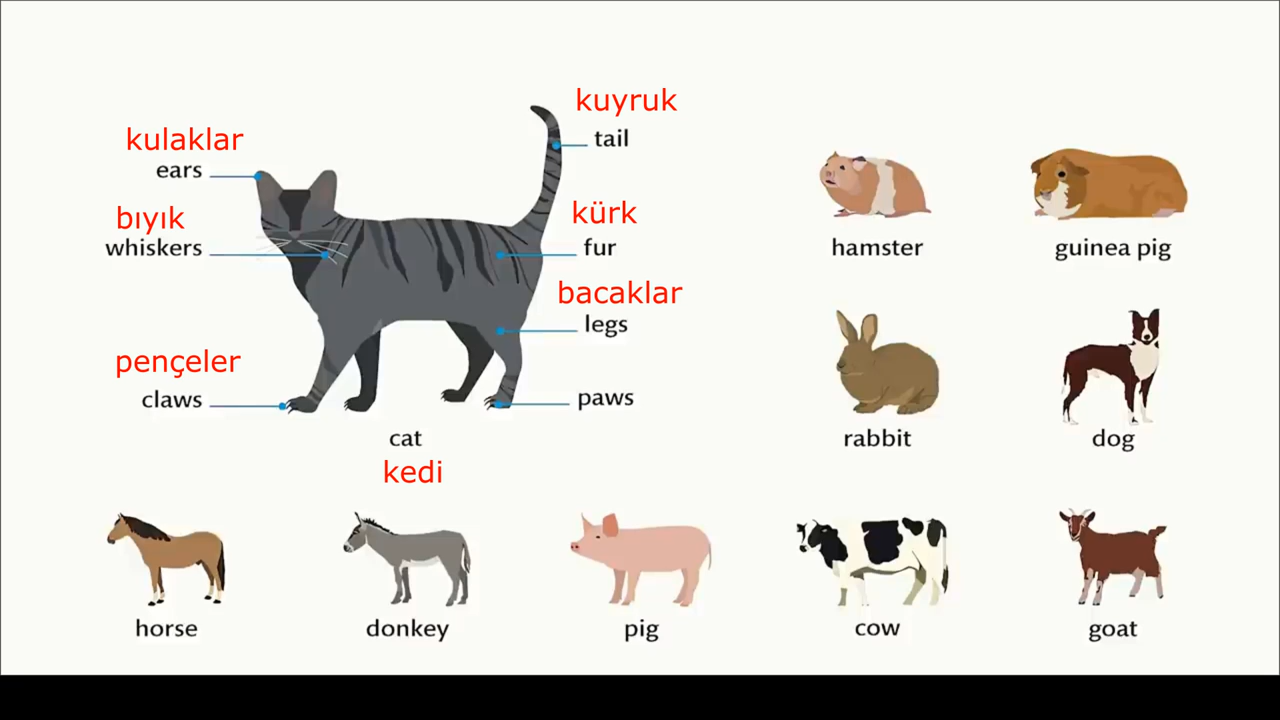 kulaklar
ears
bıyık
whiskers
pençeler
claws
kuyruk
tail
kürk
fur
bacaklar
legs
paws
cat
kedi
hamster
guinea pig
rabbit
dog
horse
donkey
pig
cow
goat